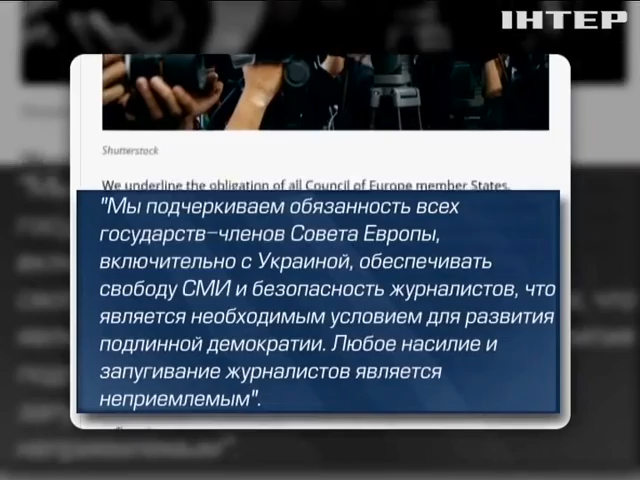 ІНТЕР
Shutterstock
We underline the obligation of all Council of Europe member States,
"Мы подчеркиваем обязанность всех
государств-членов Совета Европы,
включительно с Украиной, обеспечивать
свободу СМИ и безопасность журналистов, что
является необходимым условием для развития
подлинной демократии. Любое насилие и
запугивание журналистов является
неприемлемым".